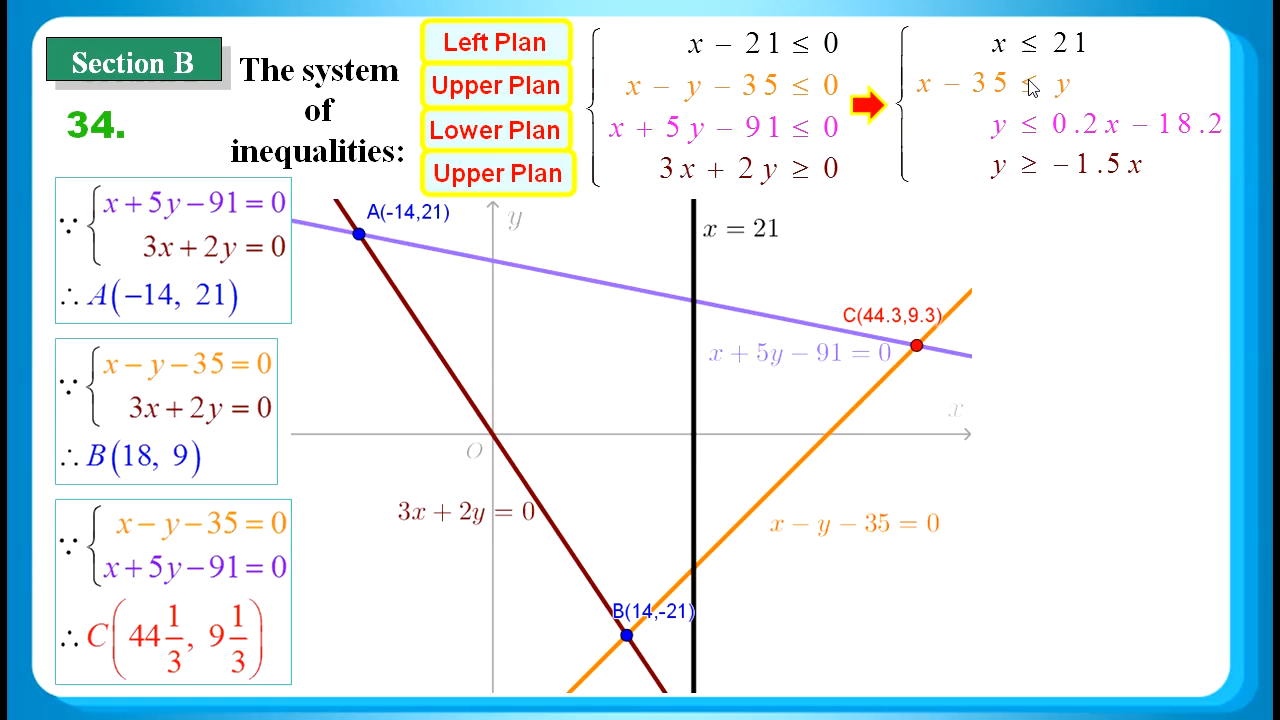 Section B
34.
The system
of
inequalities:
Left Plan
Upper Plan
Lower Plan
Upper Plan
x − 21 ≤ 0
x − y − 35 ≤ 0
x + 5y − 91 ≤ 0
3x + 2y ≥ 0
x ≤ 21
x − 35 ≤ y
y ≤ 0.2x − 18.2
y ≥ −1.5x
∵ { x + 5y − 91 = 0
3x + 2y = 0
∴ A(−14, 21)
∵ { x − y − 35 = 0
3x + 2y = 0
∴ B(18, 9)
∵ { x − y − 35 = 0
x + 5y − 91 = 0
∴ C(44 1/3, 9 1/3)
A(-14,21)
y
x = 21
C(44.3,9.3)
x + 5y − 91 = 0
x
O
3x + 2y = 0
x − y − 35 = 0
B(14,-21)